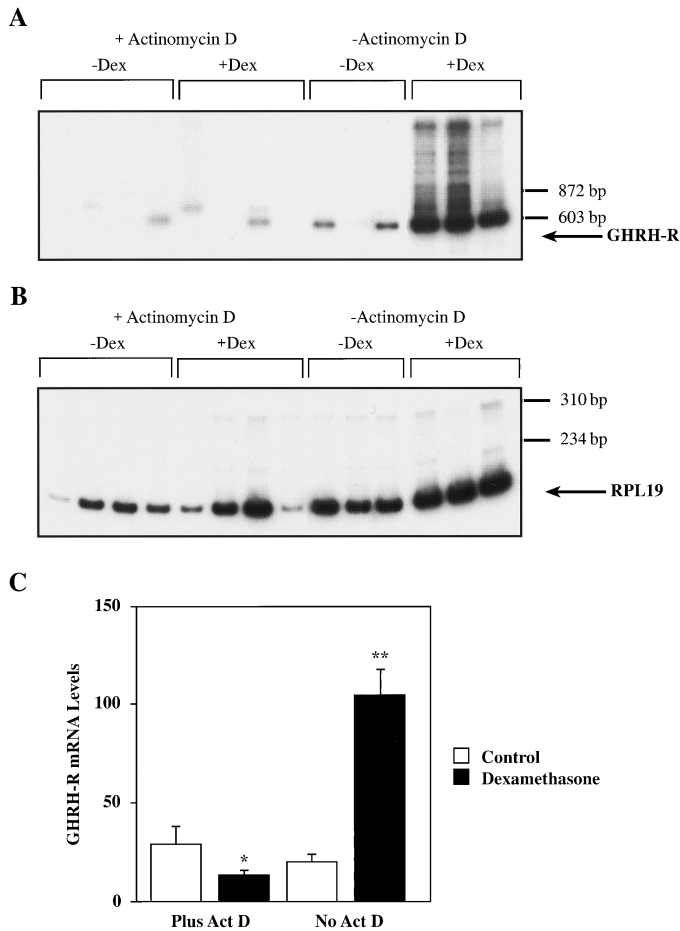 A
+ Actinomycin D -Actinomycin D
-Dex +Dex -Dex +Dex
872 bp
603 bp
GHRH-R
B
+ Actinomycin D -Actinomycin D
-Dex +Dex -Dex +Dex
310 bp
234 bp
RPL19
C
150
100
50
0
GHRH-R mRNA Levels
*
**
Control
Dexamethasone
Plus Act D No Act D